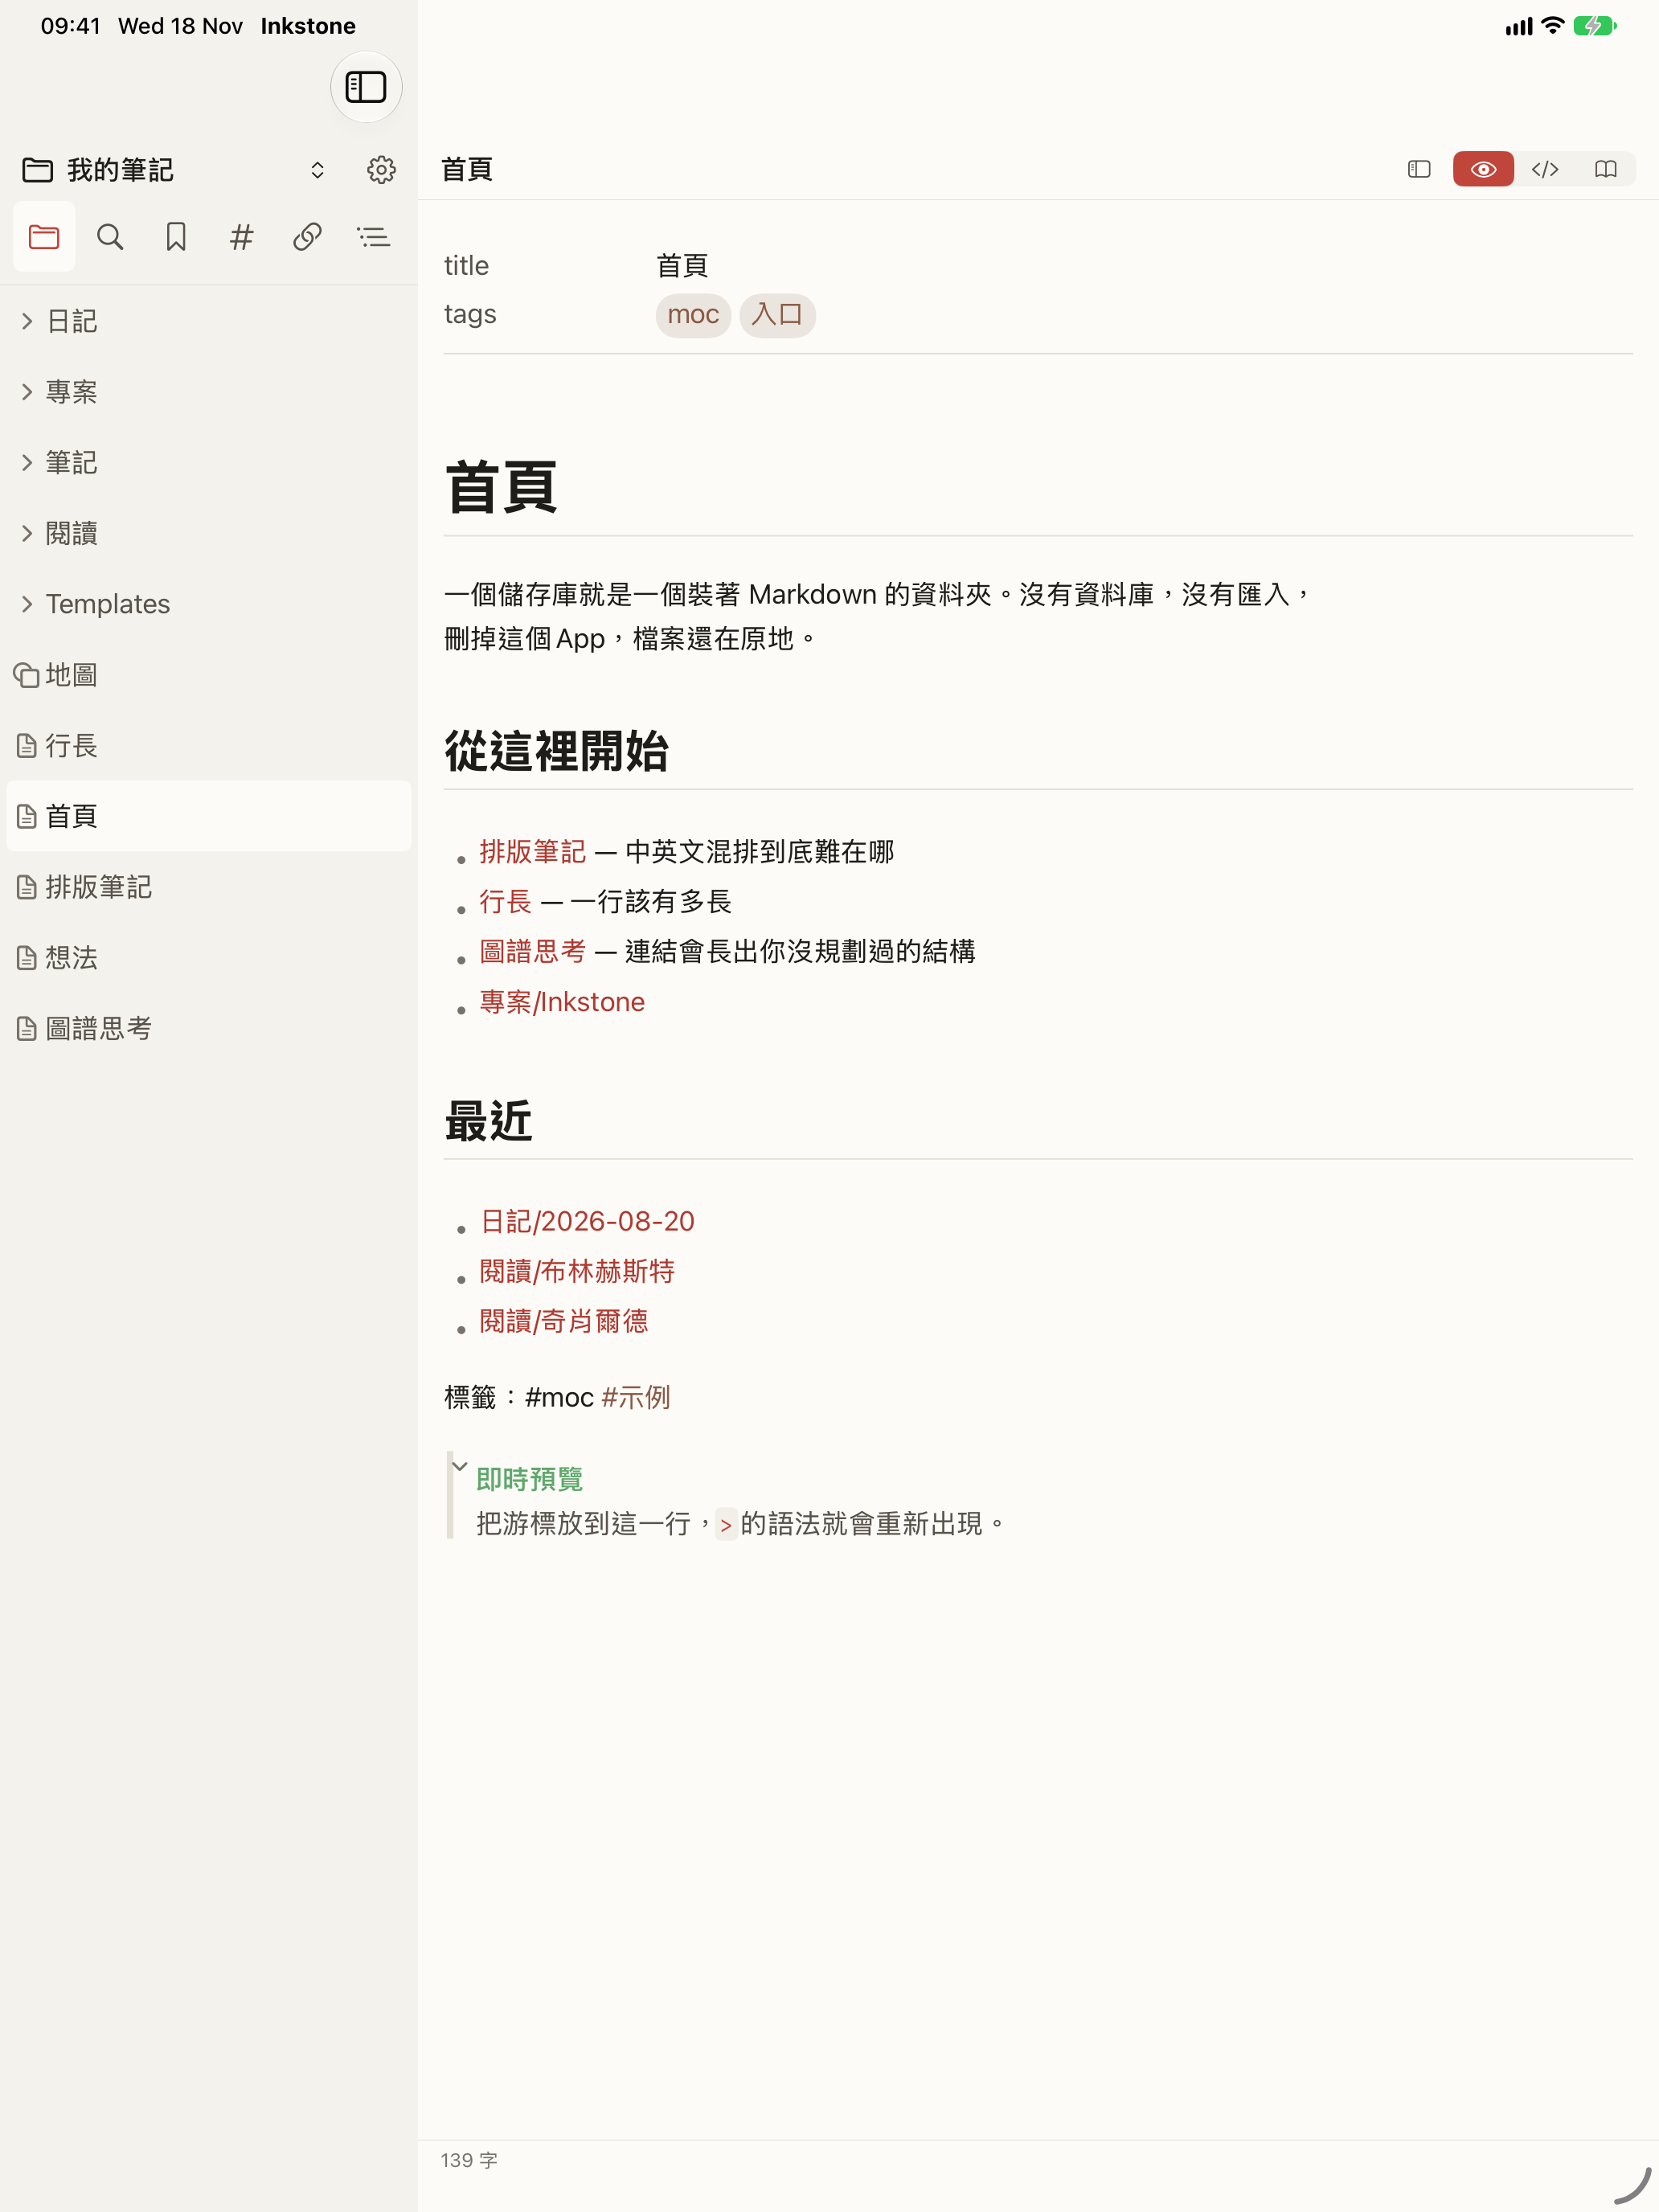 09:41 Wed 18 Nov Inkstone
我的筆記
日記
專案
筆記
閱讀
Templates
地圖
行長
首頁
排版筆記
想法
圖譜思考
首頁
title 首頁
tags moc 入口
首頁
一個儲存庫就是一個裝著 Markdown 的資料夾。沒有資料庫，沒有匯入，
刪掉這個 App，檔案還在原地。
從這裡開始
• 排版筆記 — 中英文混排到底難在哪
• 行長 — 一行該有多長
• 圖譜思考 — 連結會長出你沒規劃過的結構
• 專案/Inkstone
最近
• 日記/2026-08-20
• 閱讀/布林赫斯特
• 閱讀/奇肖爾德
標籤：#moc #示例
即時預覽
把游標放到這一行，> 的語法就會重新出現。
139 字